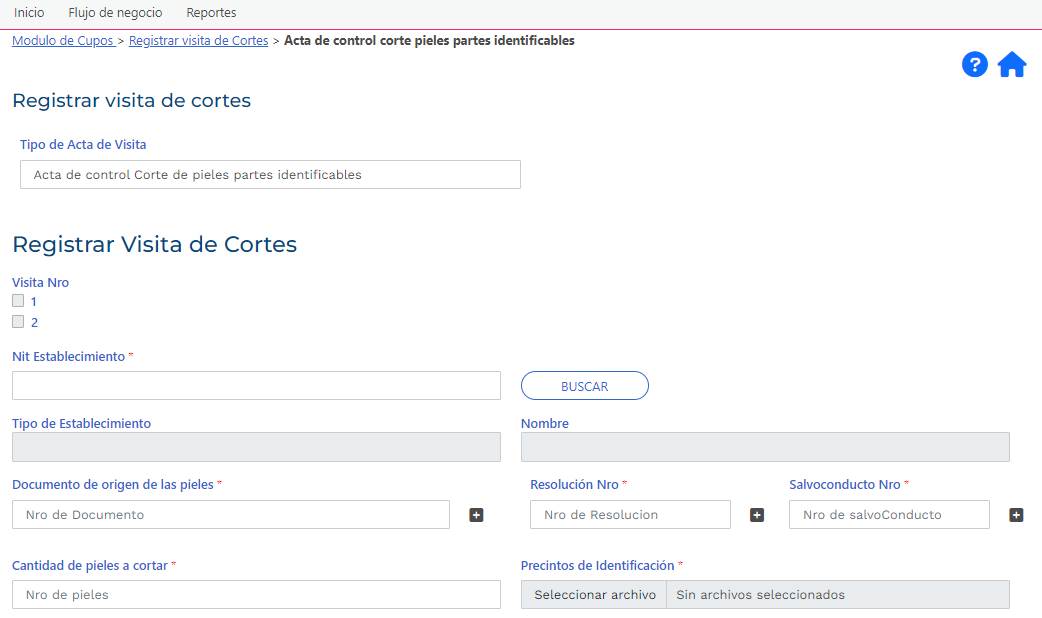 Inicio Flujo de negocio Reportes
Modulo de Cupos > Registrar visita de Cortes > Acta de control corte pieles partes identificables
?
Registrar visita de cortes
Tipo de Acta de Visita
Acta de control Corte de pieles partes identificables
Registrar Visita de Cortes
Visita Nro
1
2
Nit Establecimiento *
BUSCAR
Tipo de Establecimiento Nombre
Documento de origen de las pieles * Resolución Nro * Salvoconducto Nro *
Nro de Documento Nro de Resolucion Nro de salvoConducto
Cantidad de pieles a cortar * Precintos de Identificación *
Nro de pieles Seleccionar archivo Sin archivos seleccionados